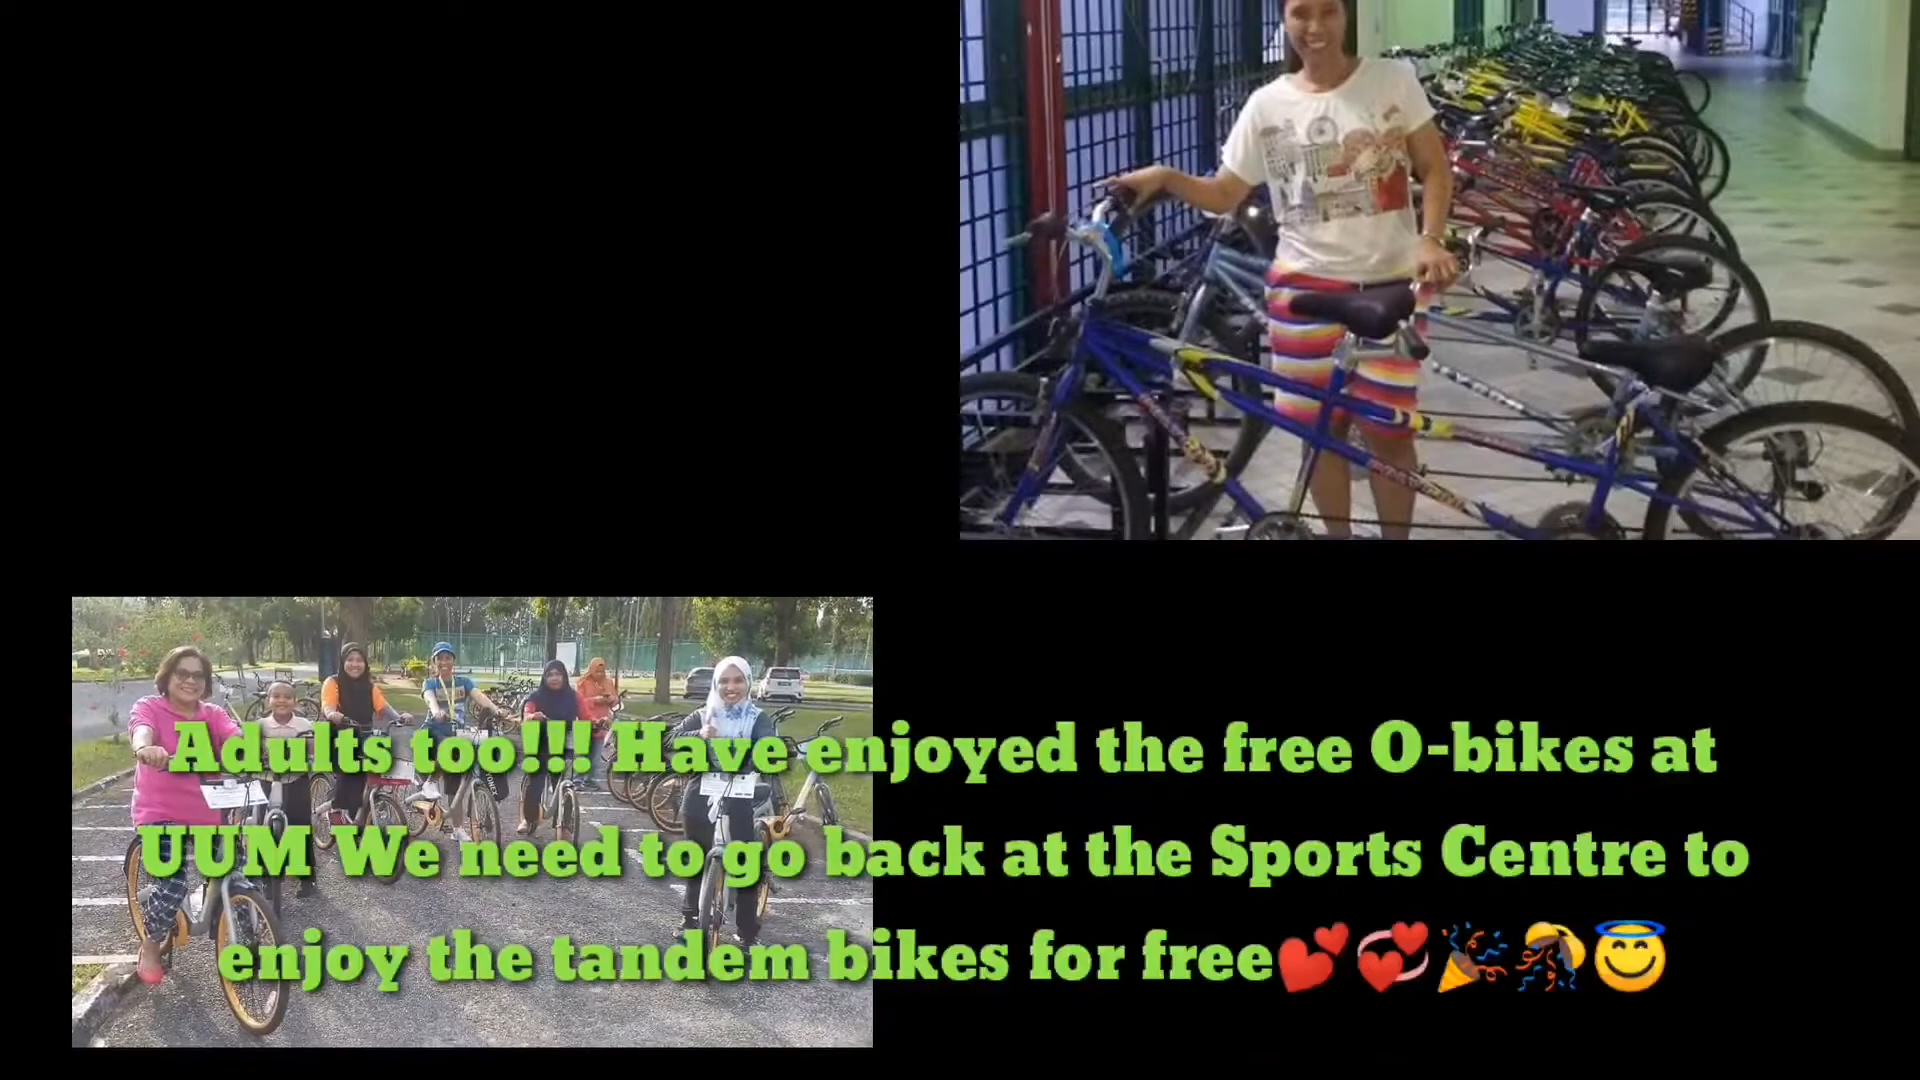 Adults too!!! Have enjoyed the free O-bikes at
UUM We need to go back at the Sports Centre to
enjoy the tandem bikes for free💕💞🎉🎊😇